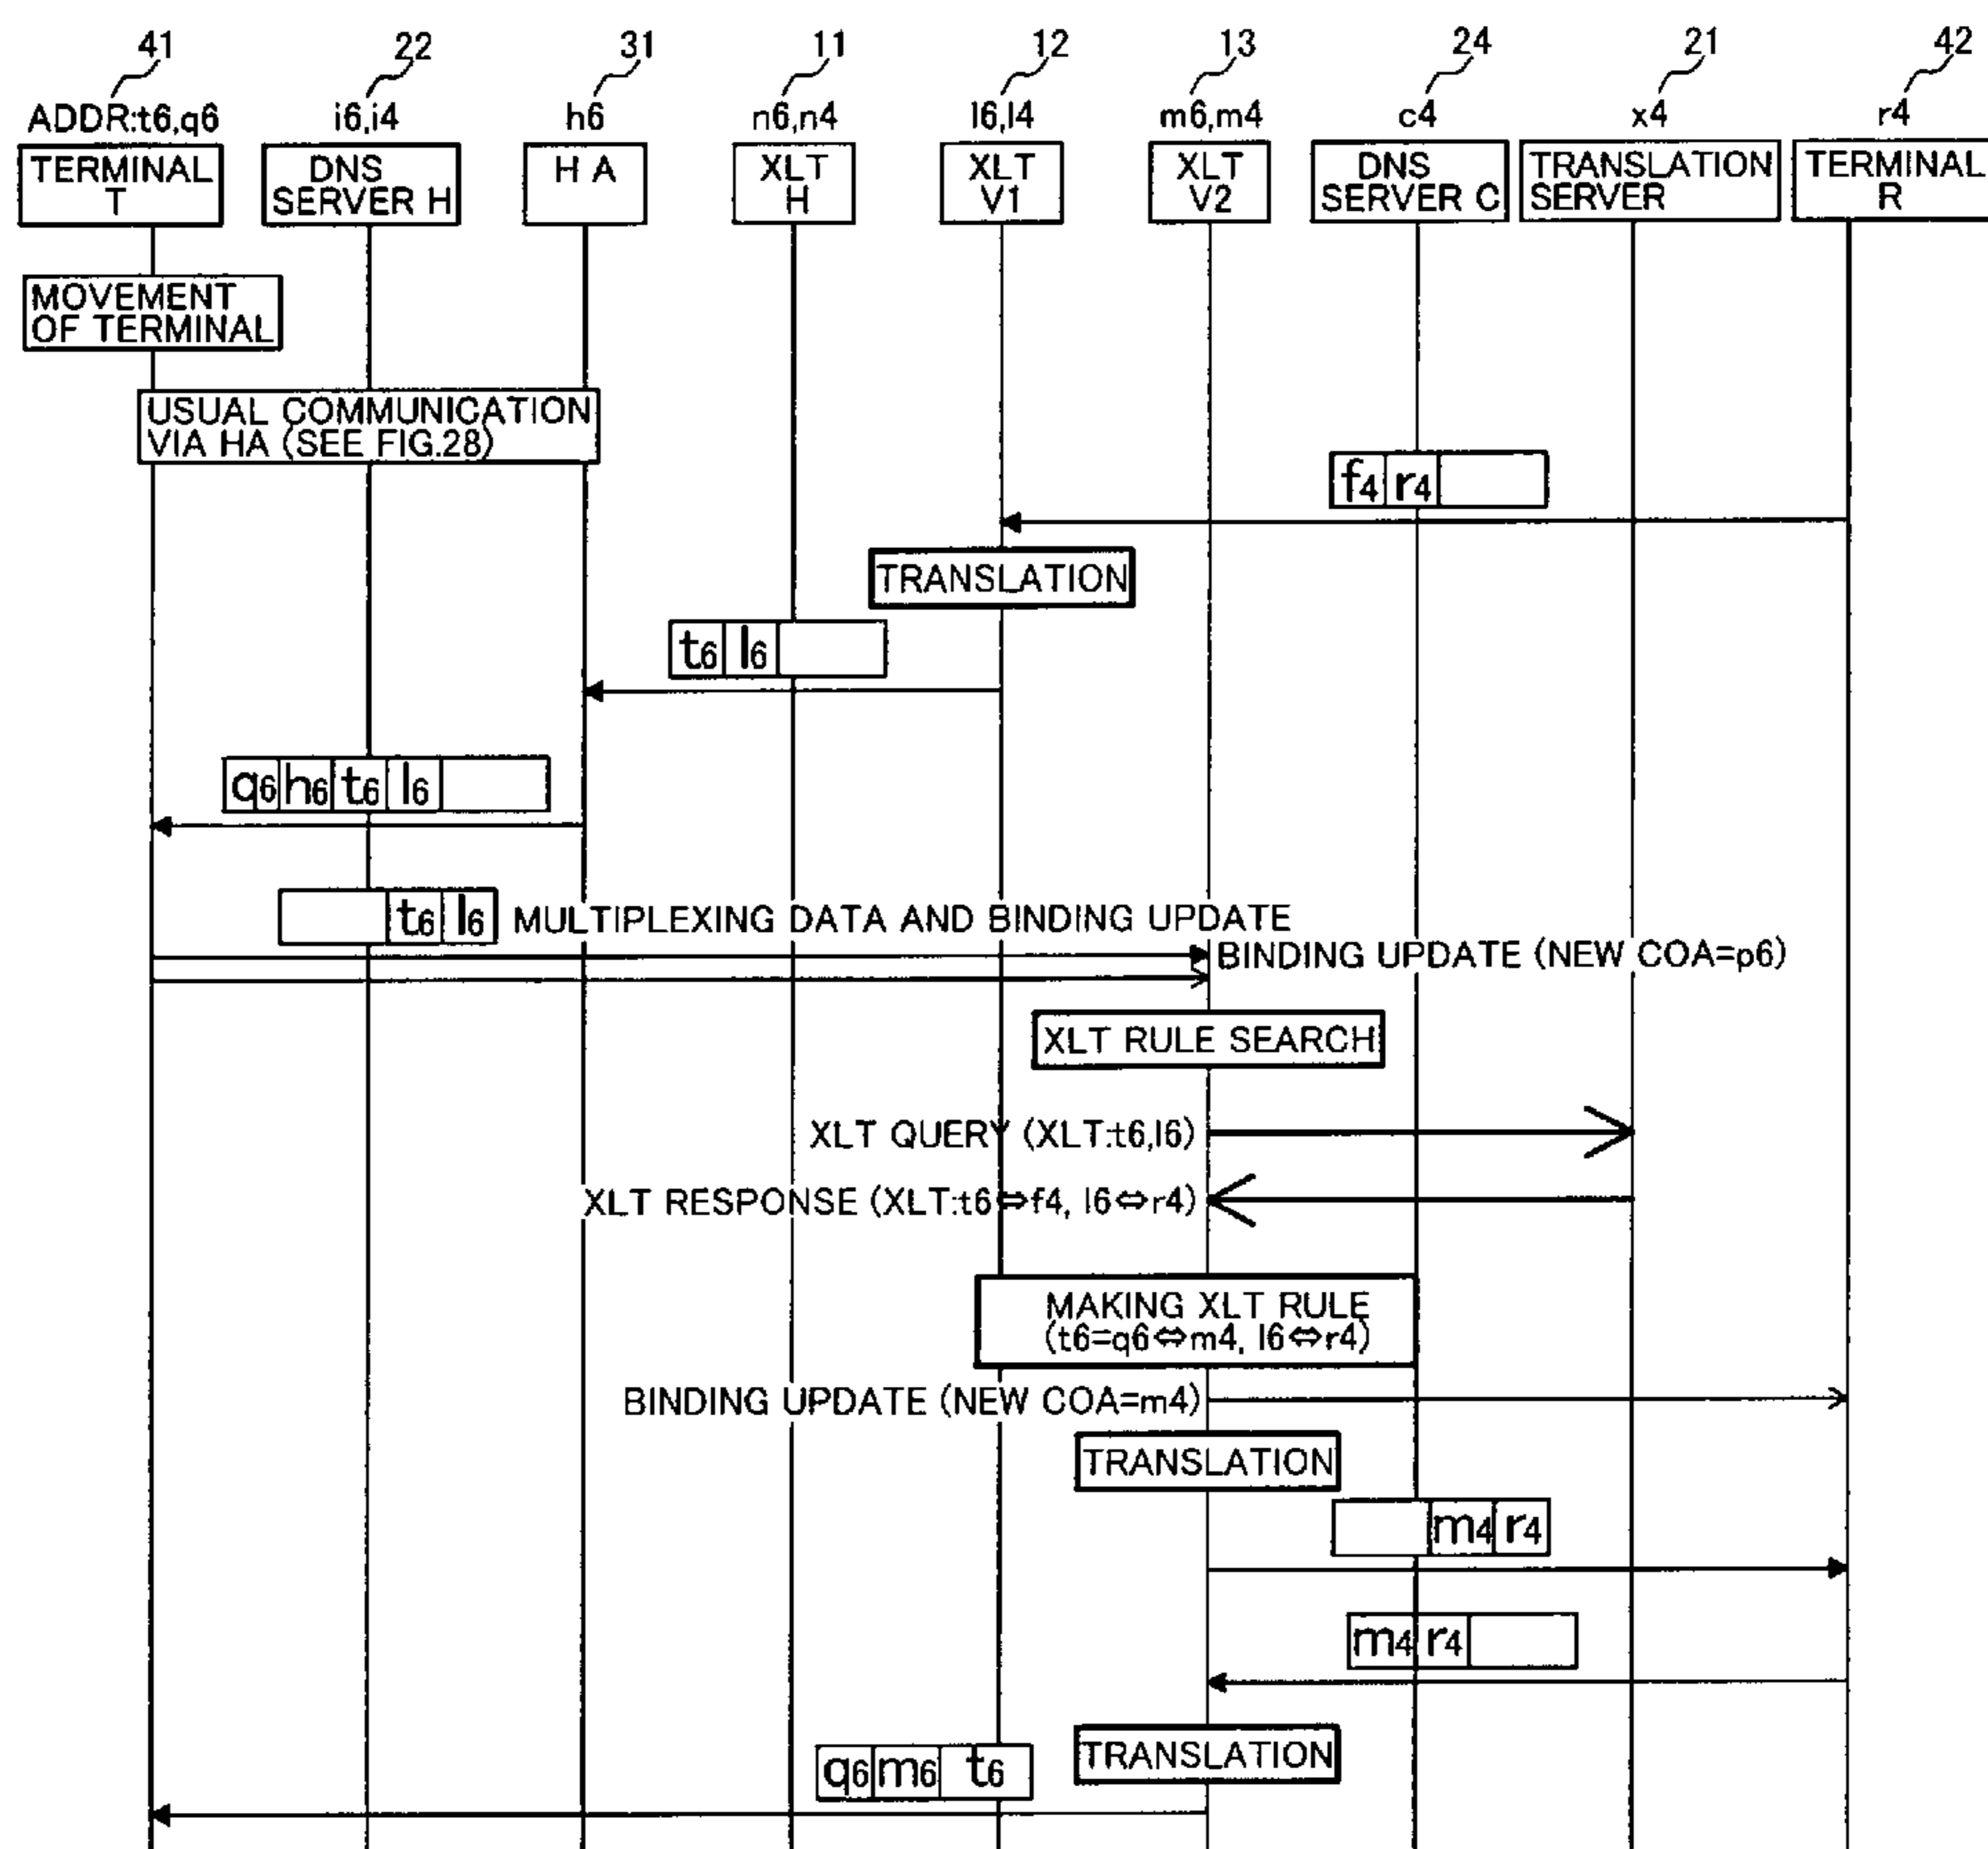 41 22 31 11 12 13 24 21 42
ADDR:t6,q6 i6,i4 h6 n6,n4 l6,l4 m6,m4 c4 x4 r4
TERMINAL
T
DNS
SERVER H
H A
XLT
H
XLT
V1
XLT
V2
DNS
SERVER C
TRANSLATION
SERVER
TERMINAL
R
MOVEMENT
OF TERMINAL
USUAL COMMUNICATION
VIA HA (SEE FIG.28)
f4 r4
TRANSLATION
t6 l6
q6 h6 t6 l6
t6 l6 MULTIPLEXING DATA AND BINDING UPDATE
BINDING UPDATE (NEW COA=p6)
XLT RULE SEARCH
XLT QUERY (XLT:t6,l6)
XLT RESPONSE (XLT:t6⇔f4, l6⇔r4)
MAKING XLT RULE
(t6=q6⇔m4, l6⇔r4)
BINDING UPDATE (NEW COA=m4)
TRANSLATION
m4 r4
m4 r4
TRANSLATION
q6 m6 t6